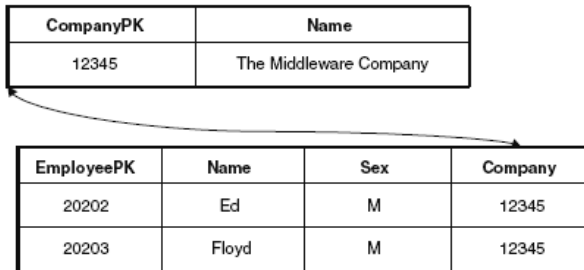 CompanyPK Name
12345 The Middleware Company
EmployeePK Name Sex Company
20202 Ed M 12345
20203 Floyd M 12345